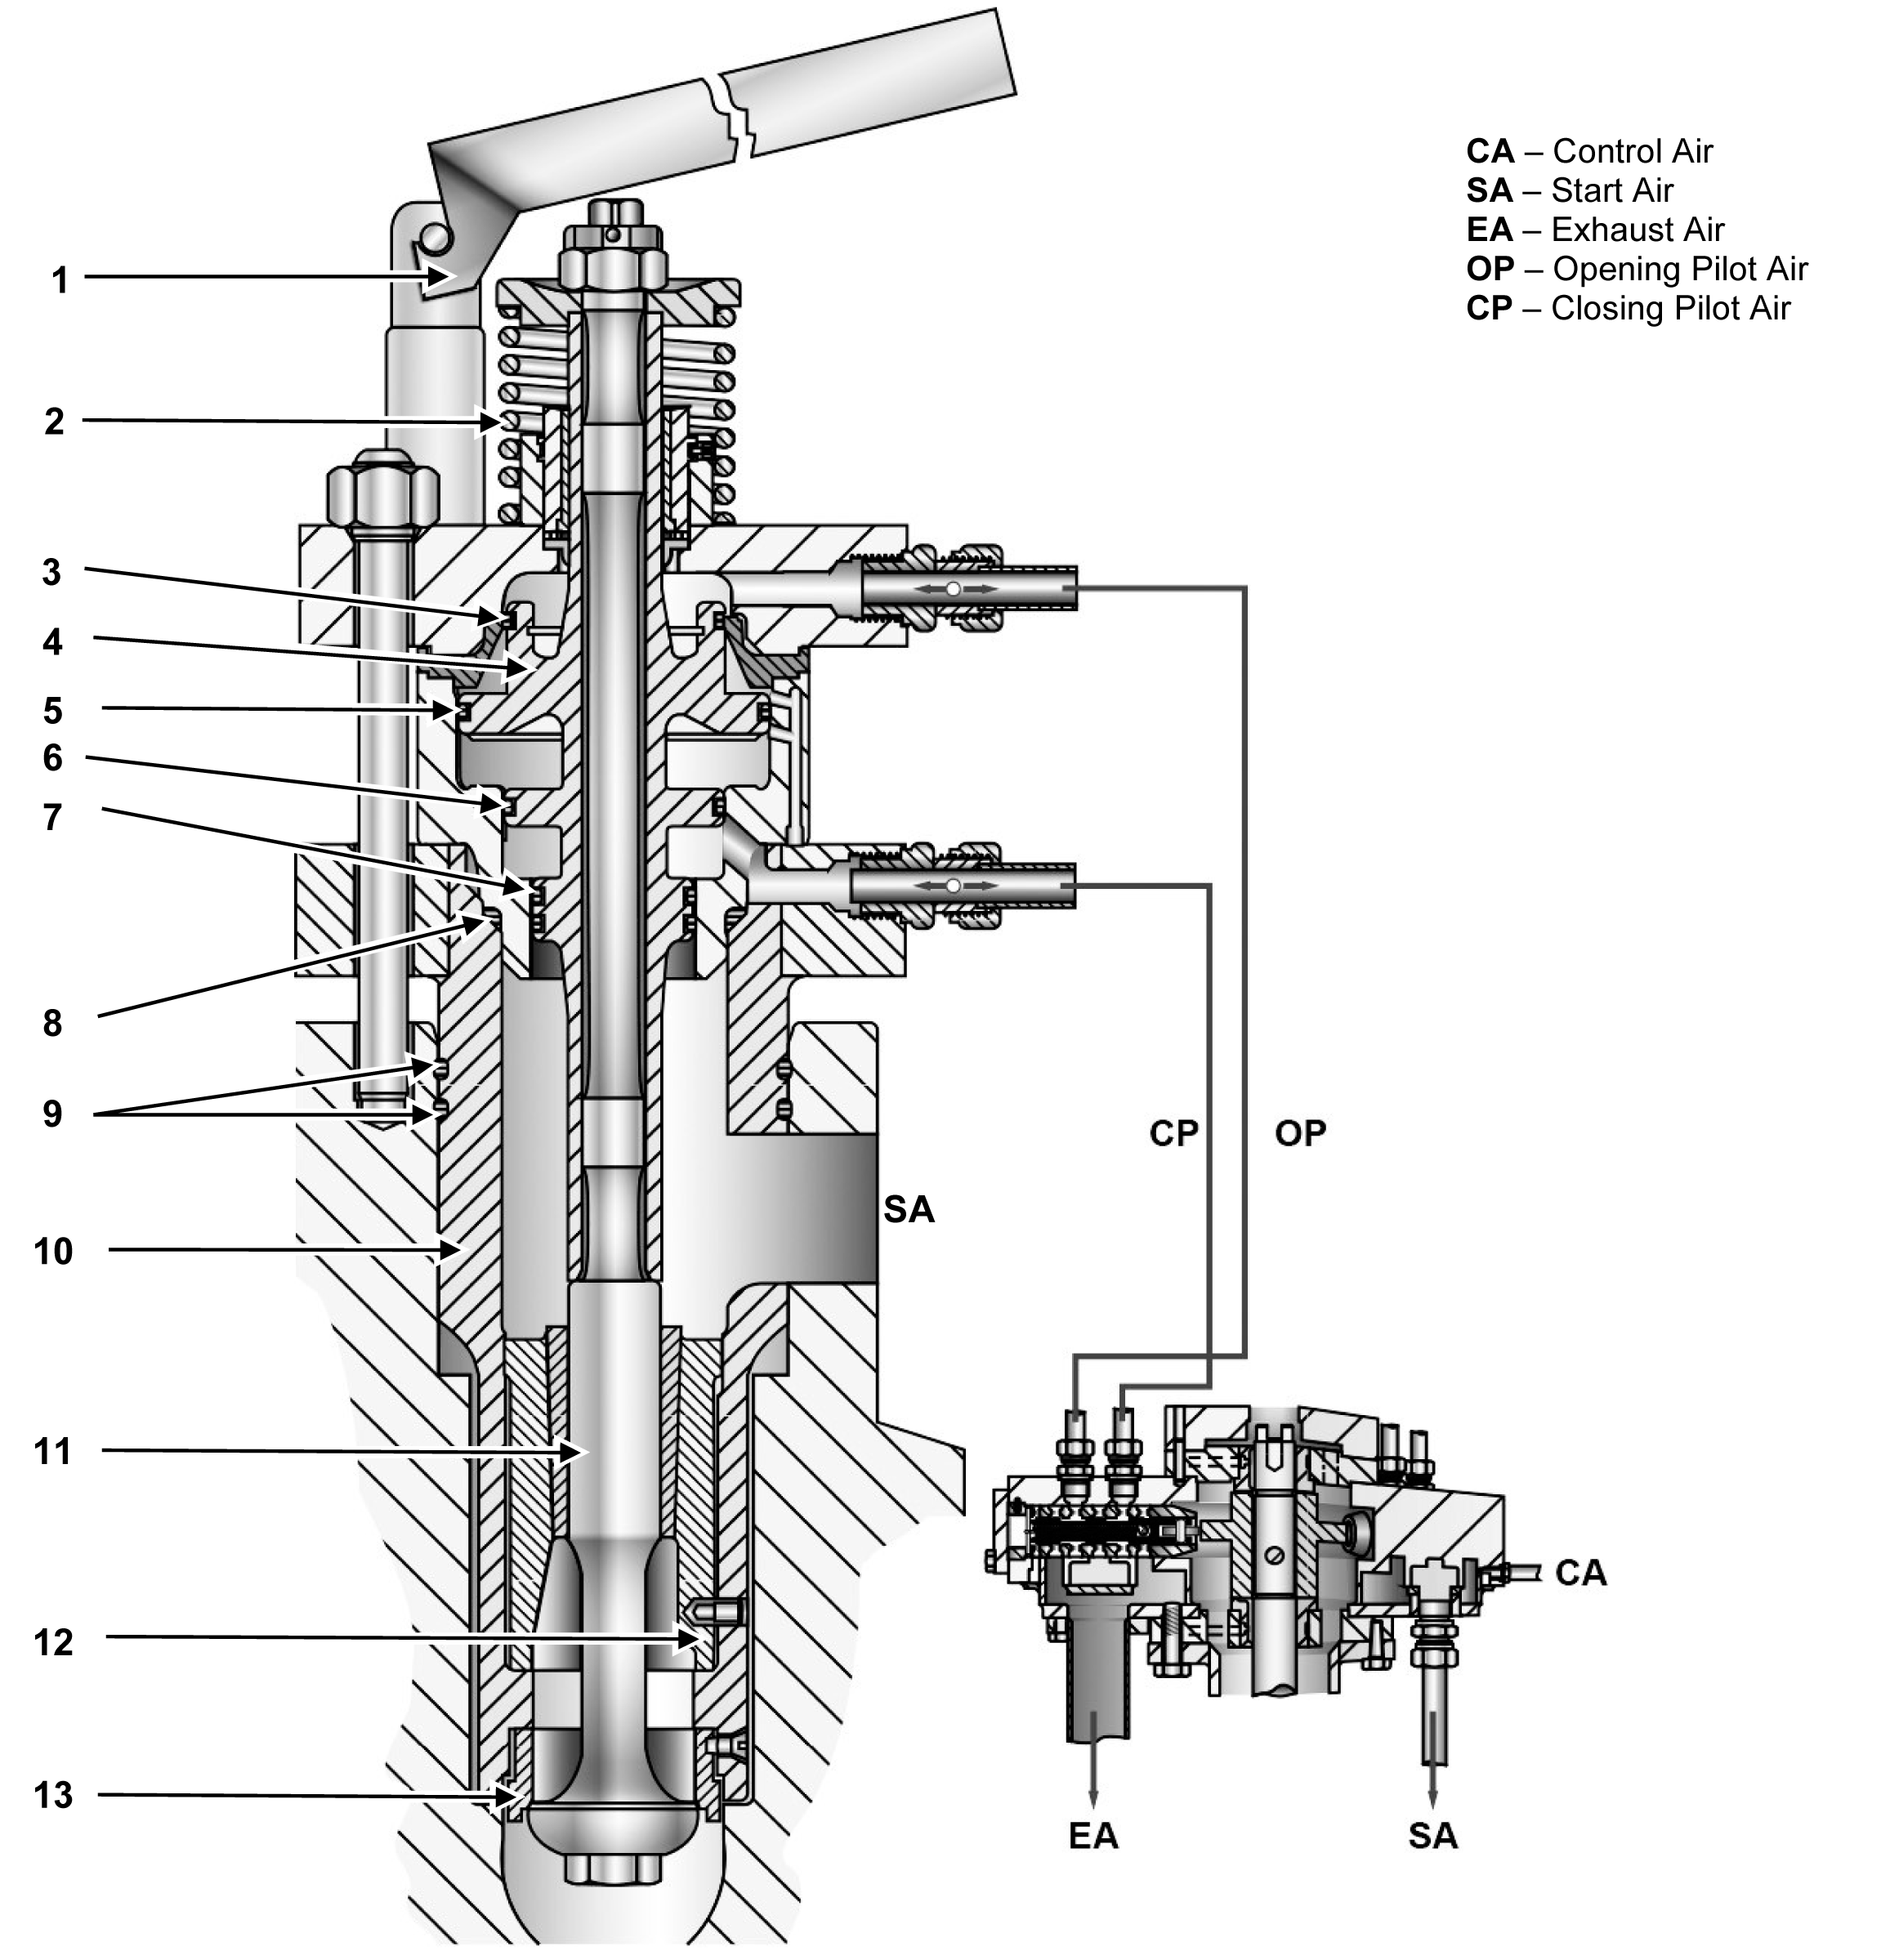 CA – Control Air
SA – Start Air
EA – Exhaust Air
OP – Opening Pilot Air
CP – Closing Pilot Air
1
2
3
4
5
6
7
8
9
10
11
12
13
CP
OP
SA
CA
EA
SA